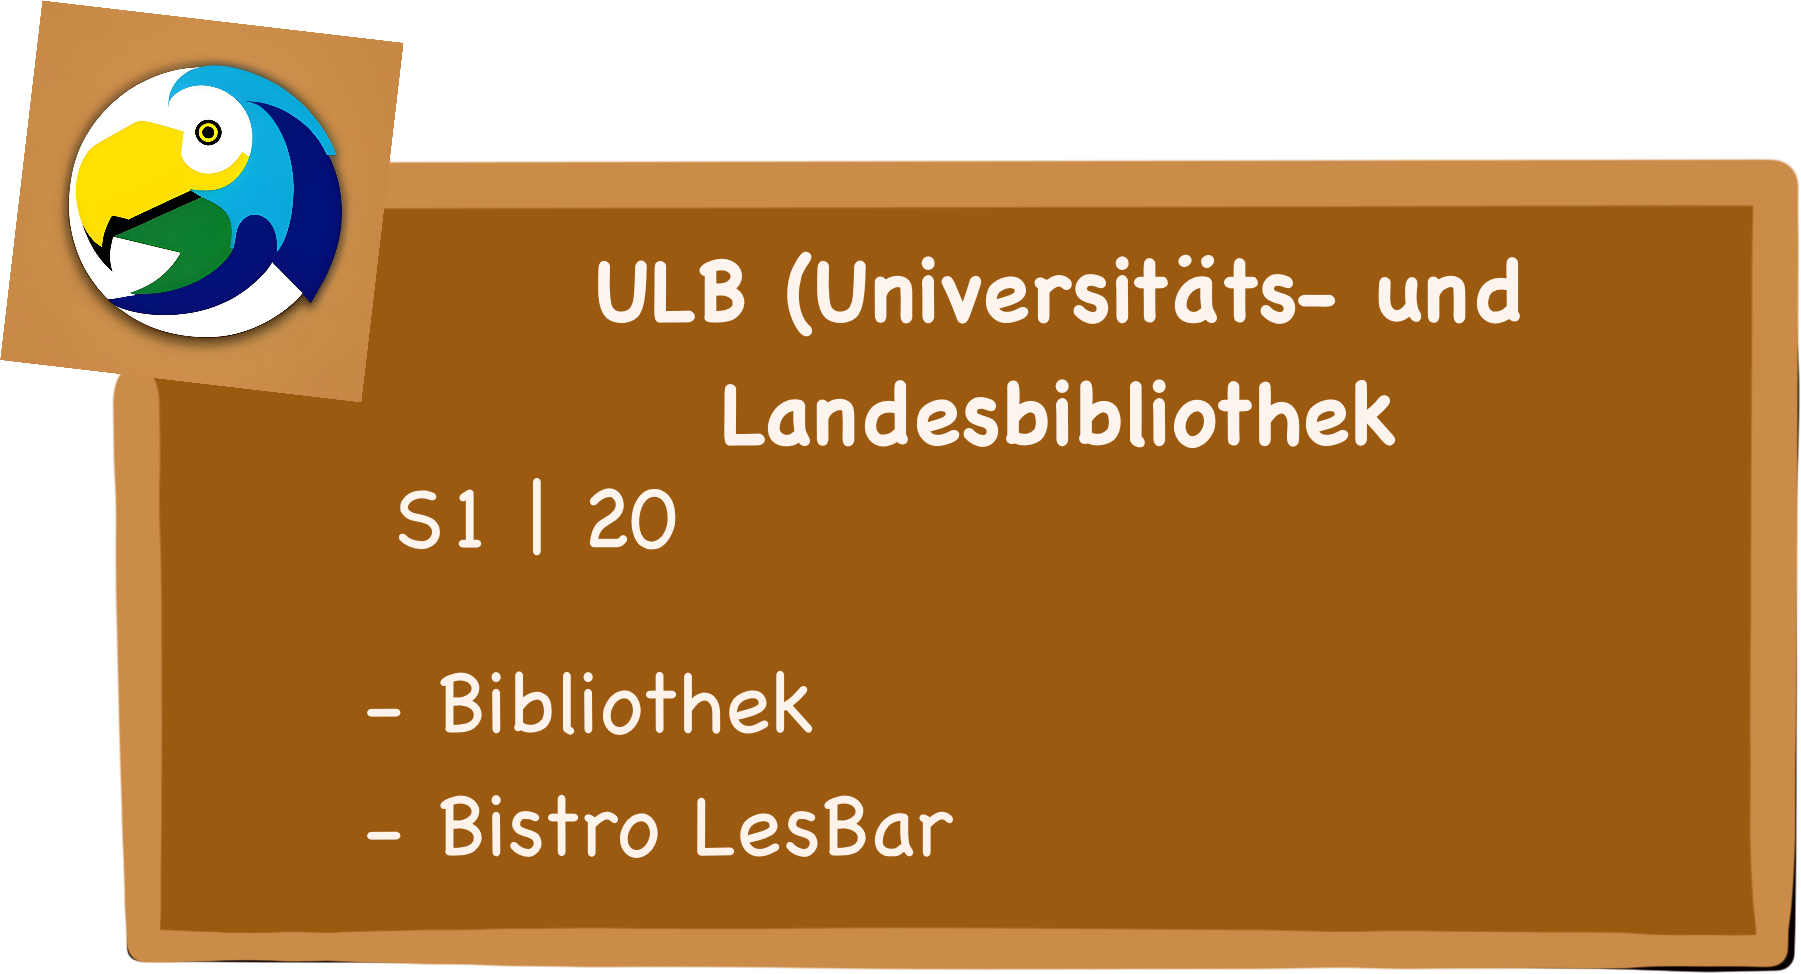 ULB (Universitäts- und
Landesbibliothek
S1 | 20
- Bibliothek
- Bistro LesBar